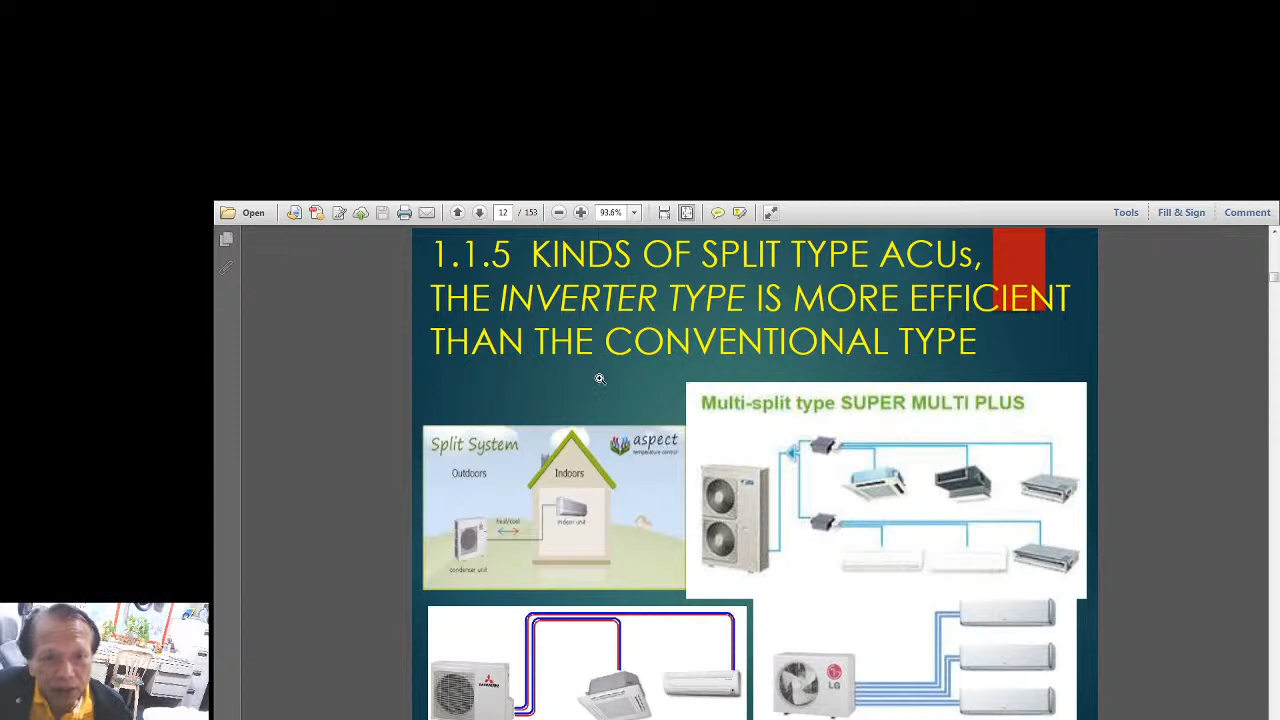 Open
12 / 153
93.6%
Tools
Fill & Sign
Comment
1.1.5 KINDS OF SPLIT TYPE ACUs,
THE INVERTER TYPE IS MORE EFFICIENT
THAN THE CONVENTIONAL TYPE
Split System
aspect
temperature control
Outdoors
Indoors
heat/cool
indoor unit
condenser unit
Multi-split type SUPER MULTI PLUS
LG